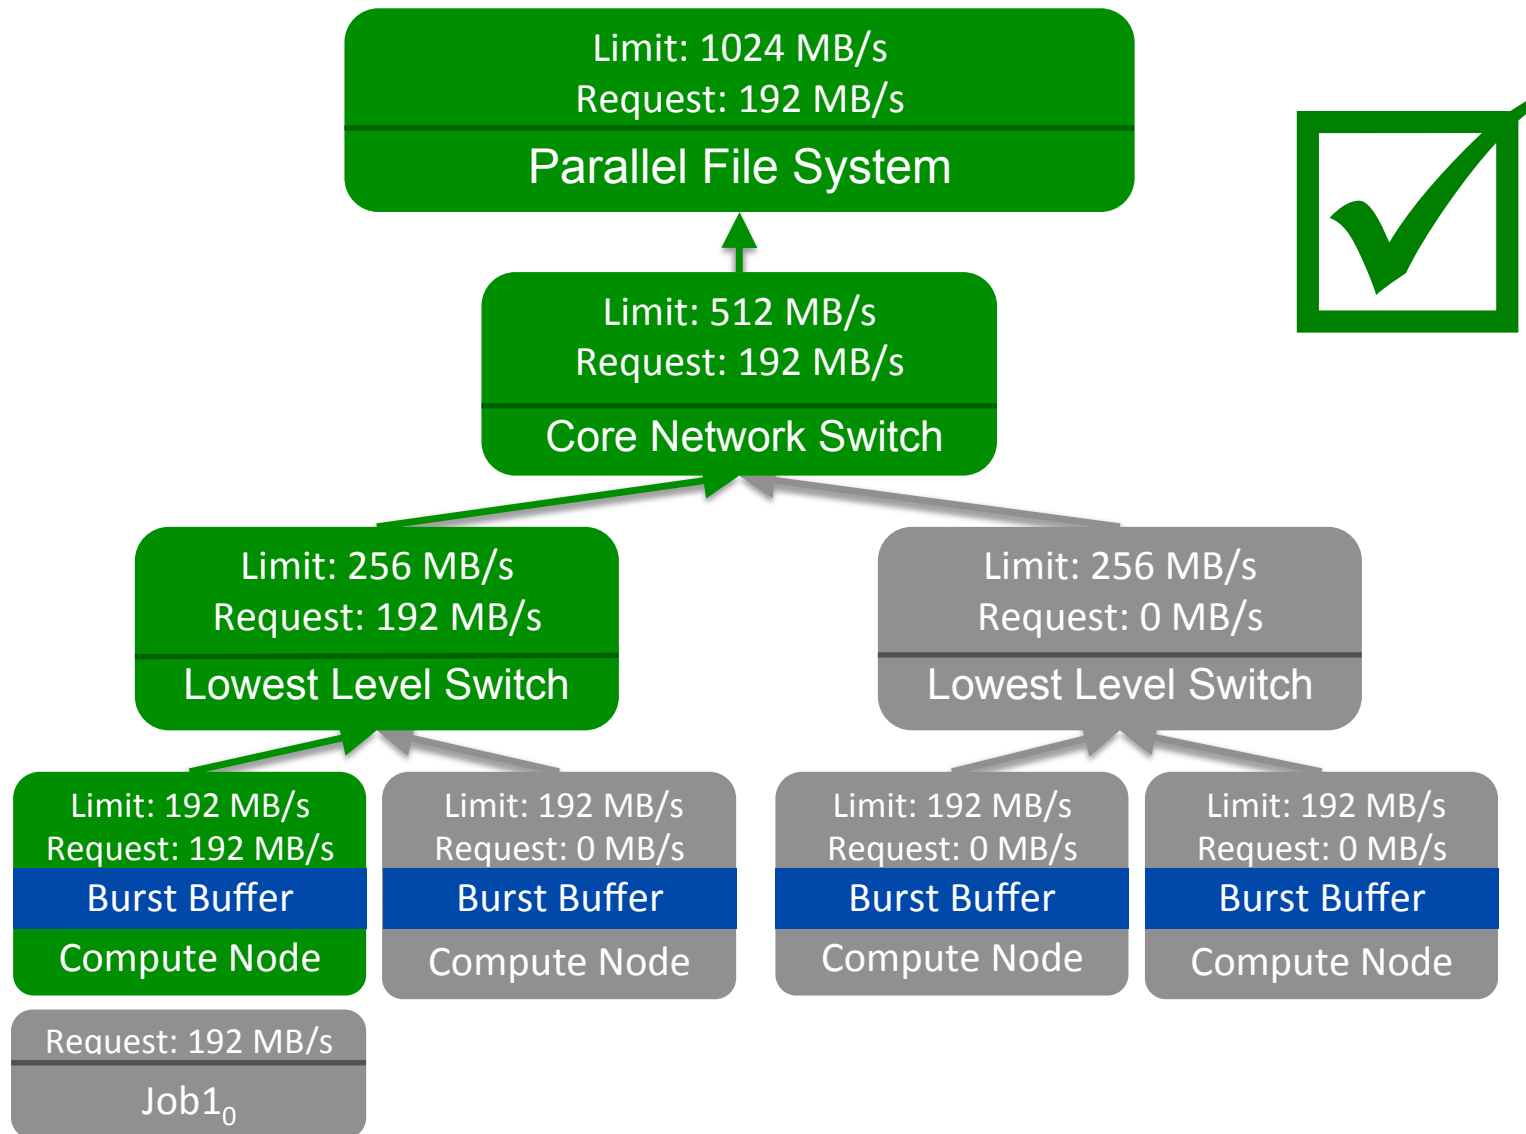 Limit: 1024 MB/s
Request: 192 MB/s
Parallel File System
Limit: 512 MB/s
Request: 192 MB/s
Core Network Switch
Limit: 256 MB/s
Request: 192 MB/s
Lowest Level Switch
Limit: 256 MB/s
Request: 0 MB/s
Lowest Level Switch
Limit: 192 MB/s
Request: 192 MB/s
Burst Buffer
Compute Node
Limit: 192 MB/s
Request: 0 MB/s
Burst Buffer
Compute Node
Limit: 192 MB/s
Request: 0 MB/s
Burst Buffer
Compute Node
Limit: 192 MB/s
Request: 0 MB/s
Burst Buffer
Compute Node
Request: 192 MB/s
Job1₀